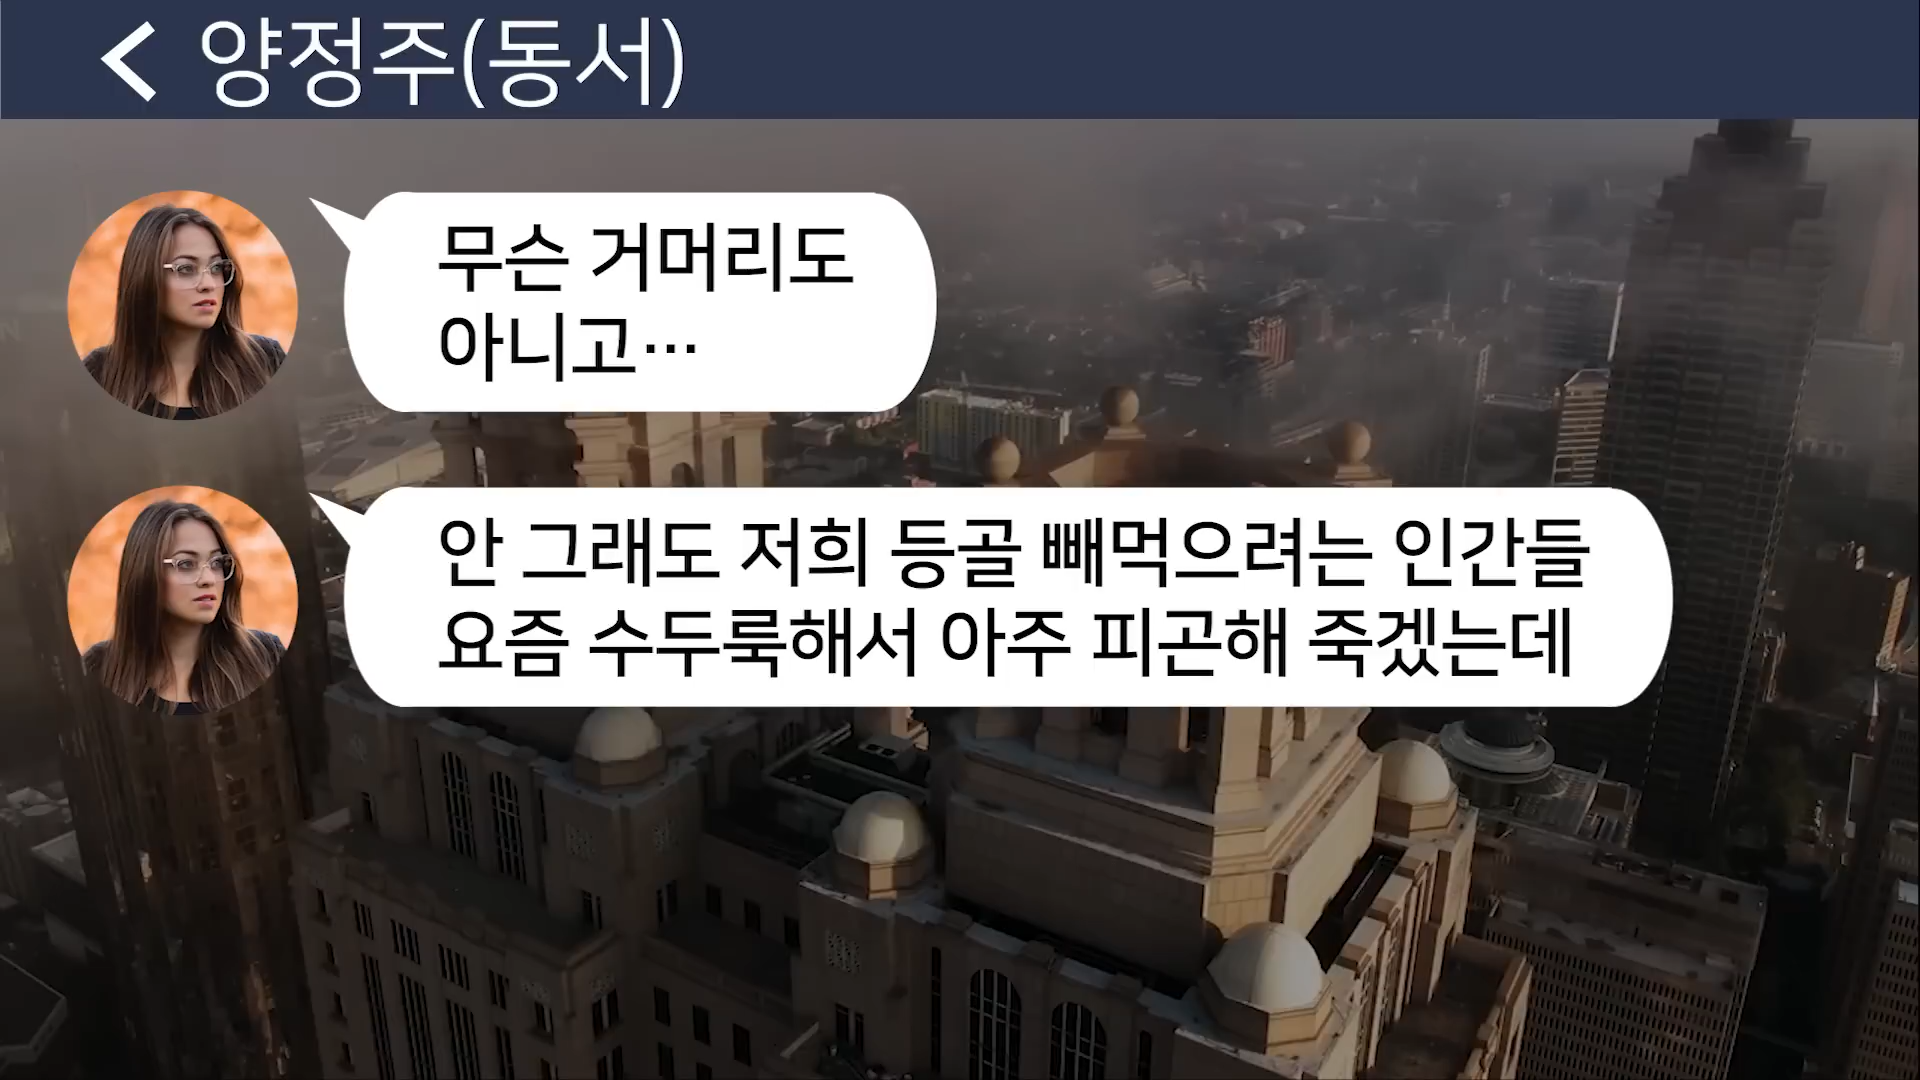 양정주(동서)
무슨 거머리도
아니고…
안 그래도 저희 등골 빼먹으려는 인간들
요즘 수두룩해서 아주 피곤해 죽겠는데